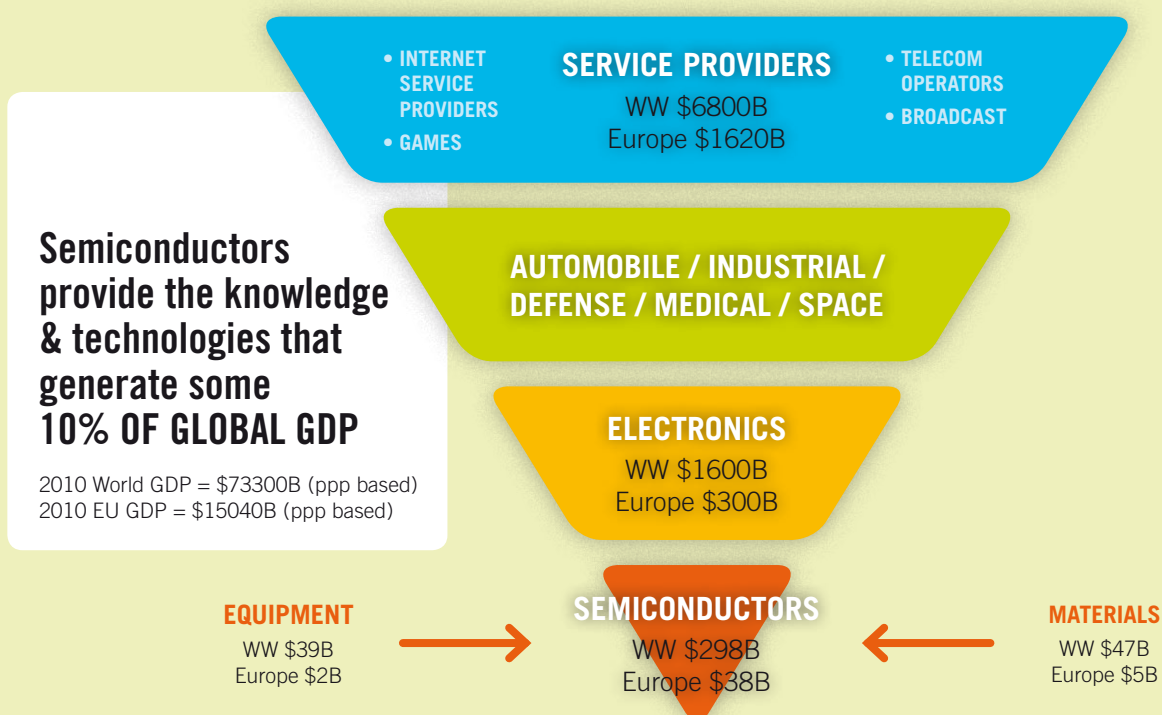 • INTERNET
SERVICE
PROVIDERS
• GAMES
SERVICE PROVIDERS
WW $6800B
Europe $1620B
• TELECOM
OPERATORS
• BROADCAST
Semiconductors
provide the knowledge
& technologies that
generate some
10% OF GLOBAL GDP
2010 World GDP = $73300B (ppp based)
2010 EU GDP = $15040B (ppp based)
AUTOMOBILE / INDUSTRIAL /
DEFENSE / MEDICAL / SPACE
ELECTRONICS
WW $1600B
Europe $300B
EQUIPMENT
WW $39B
Europe $2B
SEMICONDUCTORS
WW $298B
Europe $38B
MATERIALS
WW $47B
Europe $5B